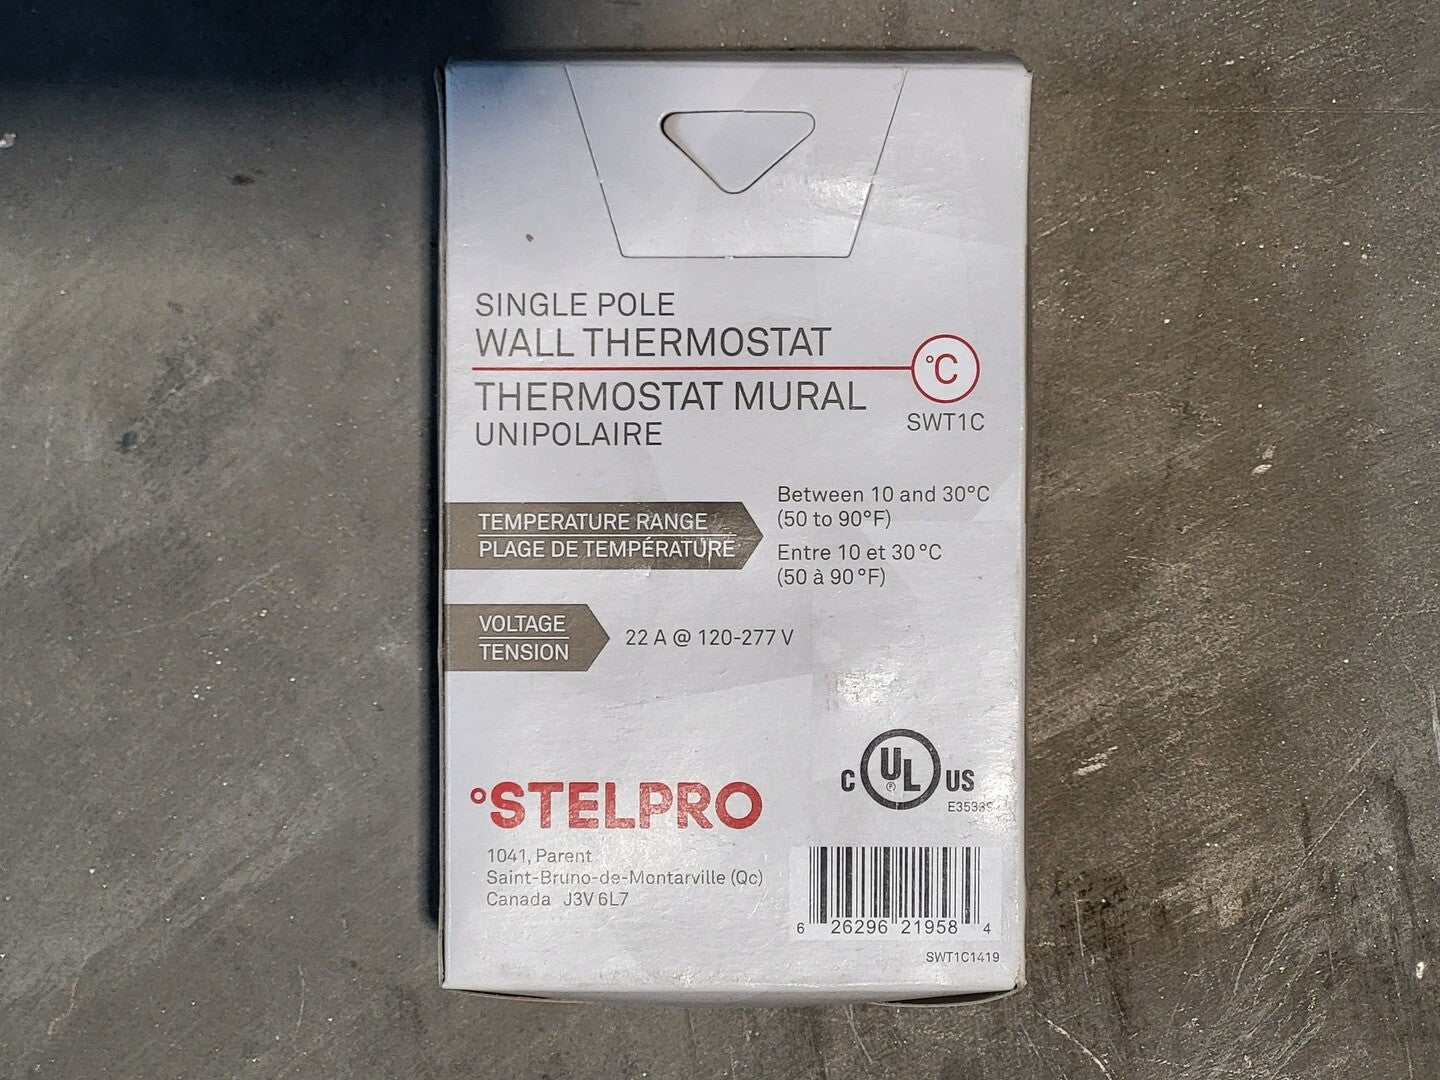 SINGLE POLE
WALL THERMOSTAT
THERMOSTAT MURAL
UNIPOLAIRE
°C
SWT1C
TEMPERATURE RANGE
PLAGE DE TEMPÉRATURE
Between 10 and 30°C
(50 to 90°F)
Entre 10 et 30°C
(50 à 90°F)
VOLTAGE
TENSION
22 A @ 120-277 V
C UL® US
STELPRO
1041, Parent
Saint-Bruno-de-Montarville (Qc)
Canada J3V 6L7
6 26296 21958 4
SWT1C1419